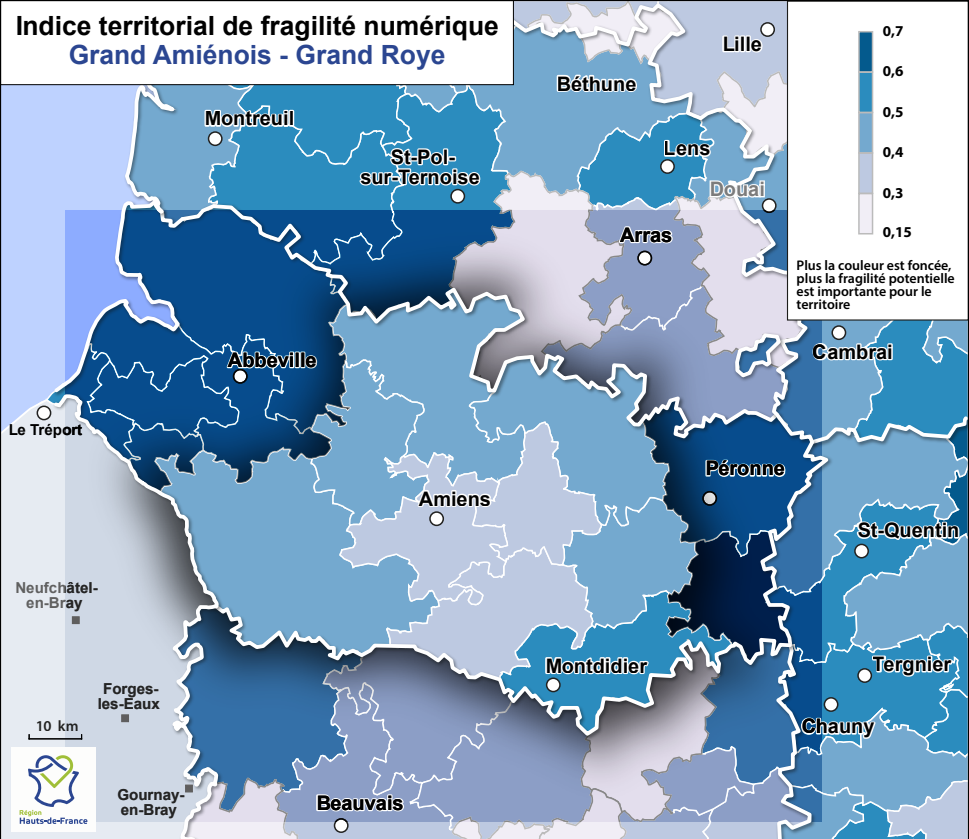 Indice territorial de fragilité numérique
Grand Amiénois - Grand Roye
0,7
0,6
0,5
0,4
0,3
0,15
Plus la couleur est foncée,
plus la fragilité potentielle
est importante pour le
territoire
Lille
Béthune
Montreuil
Lens
St-Pol-
sur-Ternoise
Douai
Arras
Cambrai
Abbeville
Le Tréport
Péronne
Amiens
St-Quentin
Neufchâtel-
en-Bray
Montdidier
Tergnier
Forges-
les-Eaux
Chauny
10 km
Gournay-
en-Bray
Beauvais
Région
Hauts-de-France